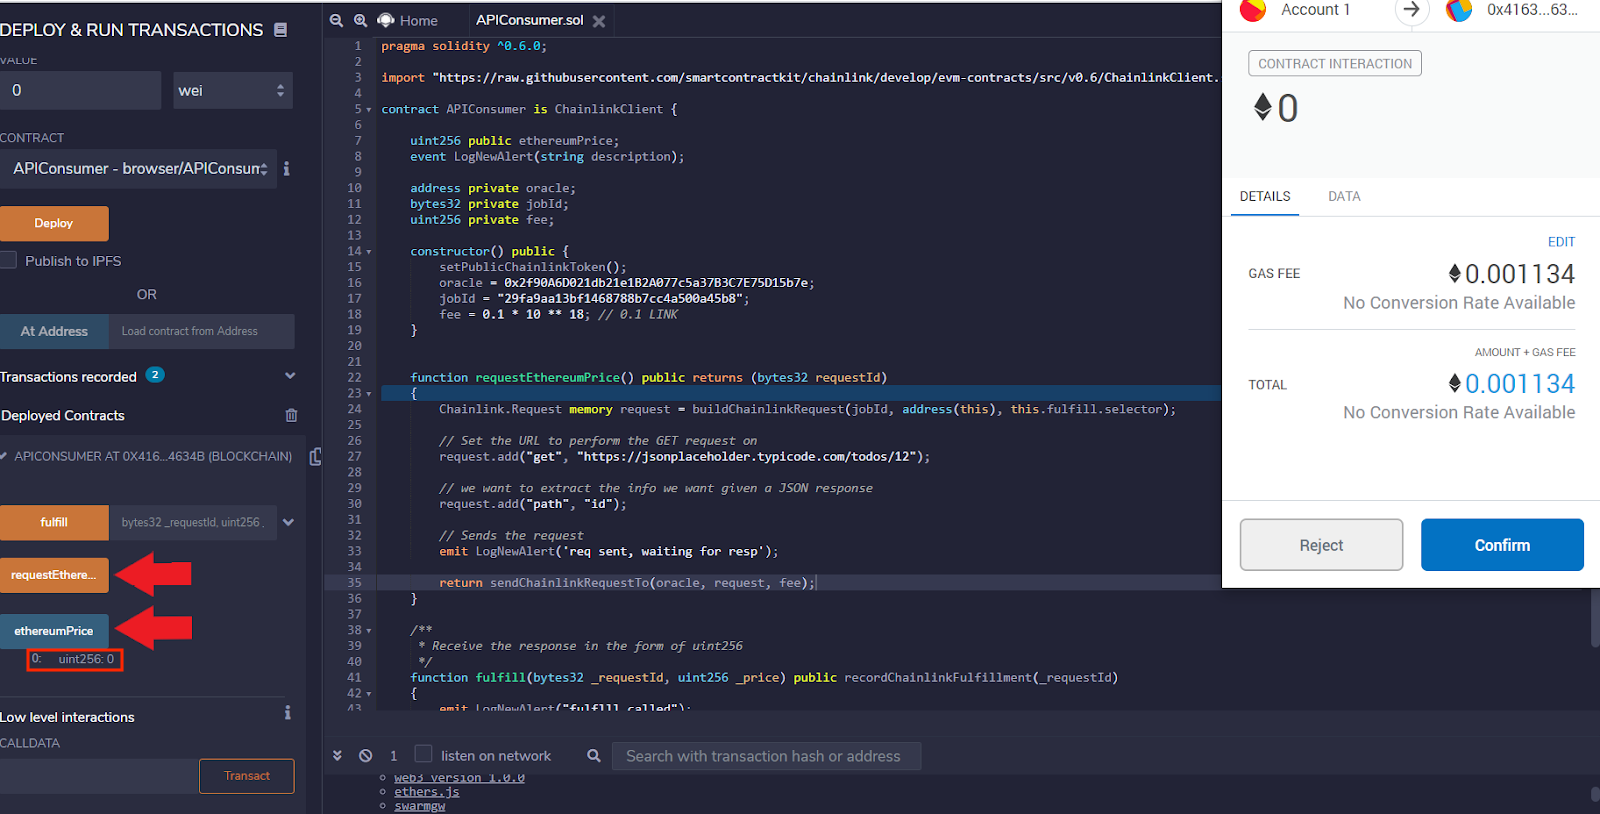 DEPLOY & RUN TRANSACTIONS
VALUE
0
wei
CONTRACT
APIConsumer - browser/APIConsum
Deploy
Publish to IPFS
OR
At Address
Load contract from Address
Transactions recorded 2
Deployed Contracts
APICONSUMER AT 0X416...4634B (BLOCKCHAIN)
fulfill
bytes32 _requestId, uint256 _
requestEthere...
ethereumPrice
0: uint256: 0
Low level interactions
CALLDATA
Transact
Home
APIConsumer.sol
1 pragma solidity ^0.6.0;
2
3 import "https://raw.githubusercontent.com/smartcontractkit/chainlink/develop/evm-contracts/src/v0.6/ChainlinkClient.
4
5 contract APIConsumer is ChainlinkClient {
6
7 uint256 public ethereumPrice;
8 event LogNewAlert(string description);
9
10 address private oracle;
11 bytes32 private jobId;
12 uint256 private fee;
13
14 constructor() public {
15 setPublicChainlinkToken();
16 oracle = 0x2f90A6D021db21e1B2A077c5a37B3C7E75D15b7e;
17 jobId = "29fa9aa13bf1468788b7cc4a500a45b8";
18 fee = 0.1 * 10 ** 18; // 0.1 LINK
19 }
20
21
22 function requestEthereumPrice() public returns (bytes32 requestId)
23 {
24 Chainlink.Request memory request = buildChainlinkRequest(jobId, address(this), this.fulfill.selector);
25
26 // Set the URL to perform the GET request on
27 request.add("get", "https://jsonplaceholder.typicode.com/todos/12");
28
29 // we want to extract the info we want given a JSON response
30 request.add("path", "id");
31
32 // Sends the request
33 emit LogNewAlert('req sent, waiting for resp');
34
35 return sendChainlinkRequestTo(oracle, request, fee);
36 }
37
38 /**
39 * Receive the response in the form of uint256
40 */
41 function fulfill(bytes32 _requestId, uint256 _price) public recordChainlinkFulfillment(_requestId)
42 {
43 emit LogNewAlert("fulflll called");
1
listen on network
Search with transaction hash or address
web3 version 1.0.0
ethers.js
swarmgw
Account 1
0x4163...63...
CONTRACT INTERACTION
0
DETAILS
DATA
EDIT
GAS FEE
0.001134
No Conversion Rate Available
AMOUNT + GAS FEE
TOTAL
0.001134
No Conversion Rate Available
Reject
Confirm